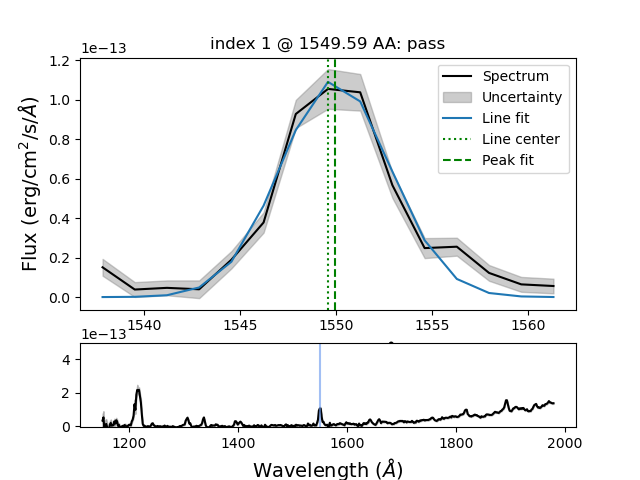 index 1 @ 1549.59 AA: pass
1e−13
Flux (erg/cm²/s/Å)
1.2
1.0
0.8
0.6
0.4
0.2
0.0
Spectrum
Uncertainty
Line fit
Line center
Peak fit
1540 1545 1550 1555 1560
1e−13
4
2
0
1200 1400 1600 1800 2000
Wavelength (Å)